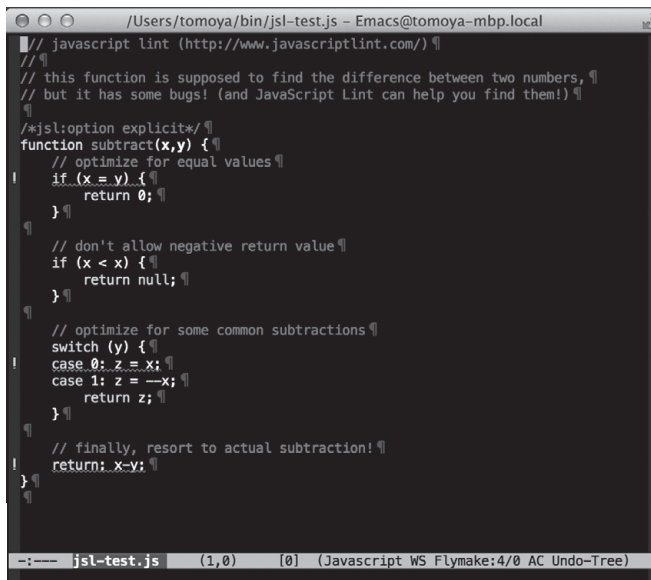 /Users/tomoya/bin/jsl-test.js – Emacs@tomoya-mbp.local
// javascript lint (http://www.javascriptlint.com/)¶
//¶
// this function is supposed to find the difference between two numbers,¶
// but it has some bugs! (and JavaScript Lint can help you find them!)¶
¶
/*jsl:option explicit*/¶
function subtract(x,y) {¶
    // optimize for equal values¶
!    if (x = y) {¶
        return 0;¶
    }¶
¶
    // don't allow negative return value¶
    if (x < x) {¶
        return null;¶
    }¶
¶
    // optimize for some common subtractions¶
    switch (y) {¶
!    case 0: z = x;¶
    case 1: z = --x;¶
        return z;¶
    }¶
¶
    // finally, resort to actual subtraction!¶
!    return; x-y;¶
}¶
¶
-:--- jsl-test.js (1,0) [0] (Javascript WS Flymake:4/0 AC Undo-Tree)